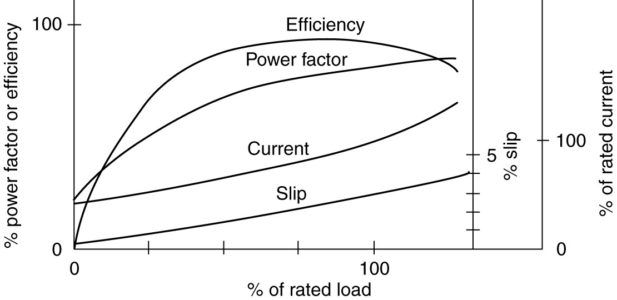 % power factor or efficiency
100
0
Efficiency
Power factor
Current
Slip
5
% slip
100
0
% of rated current
0
100
% of rated load